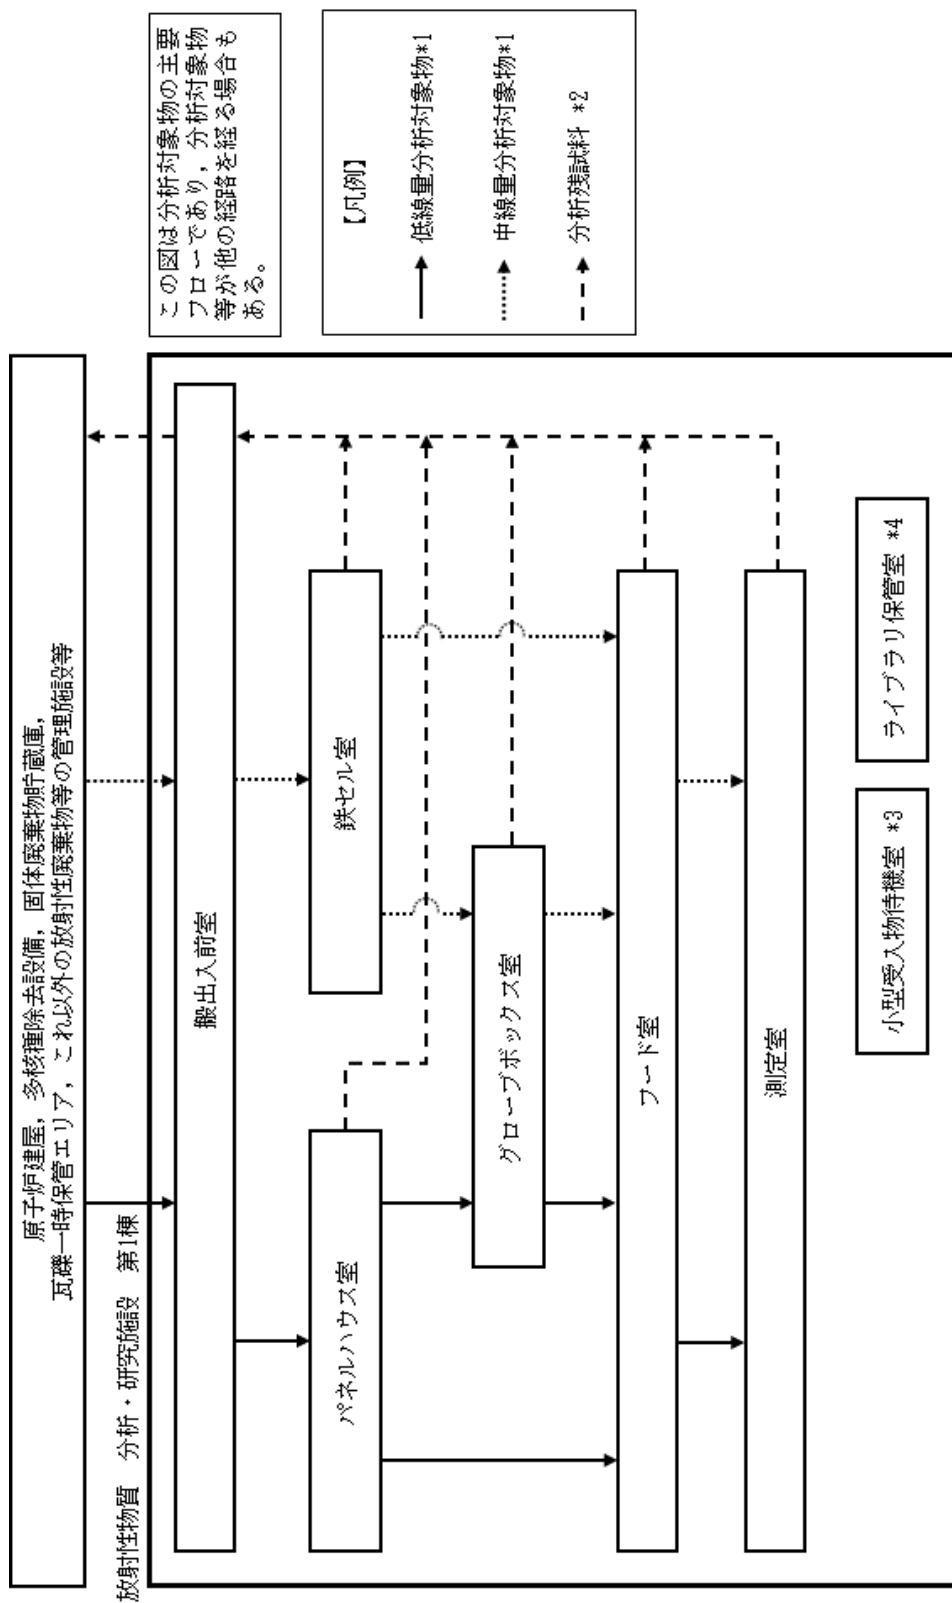 原子炉建屋，多核種除去設備，固体廃棄物貯蔵庫，
瓦礫一時保管エリア，これ以外の放射性廃棄物等の管理施設等
放射性物質　分析・研究施設　第1棟
搬出入前室
パネルハウス室
鉄セル室
グローブボックス室
フード室
測定室
小型受入物待機室 *3
ライブラリ保管室 *4
この図は分析対象物の主要
フローであり，分析対象物
等が他の経路を経る場合も
ある。
【凡例】
低線量分析対象物*1
中線量分析対象物*1
分析残試料 *2